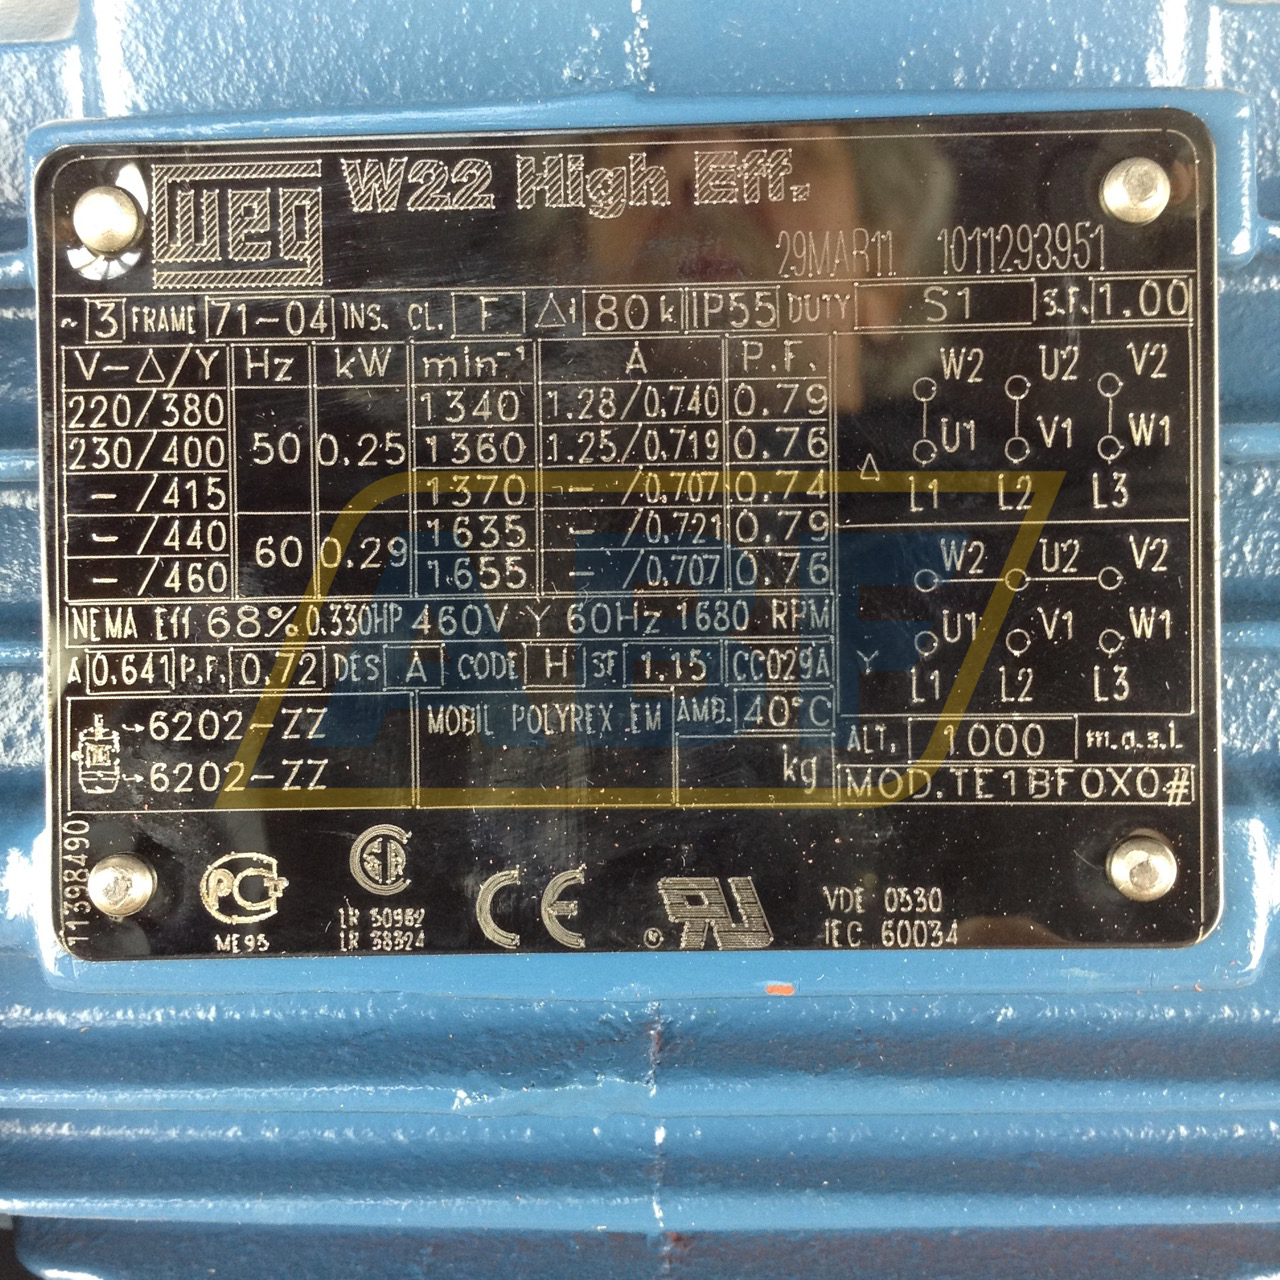 WEG W22 High Eff.
29MAR11 1011293951
~ 3 FRAME 71-04 INS. CL. F Δt 80 k IP55 DUTY S1 S.F. 1.00
V-Δ/Y Hz kW min⁻¹ A P.F.
220/380 50 0.25 1340 1.28/0.740 0.79
230/400 1360 1.25/0.719 0.76
- /415 1370 - /0.707 0.74
- /440 60 0.29 1635 - /0.721 0.79
- /460 1655 - /0.707 0.76
NEMA Eff 68% 0.330HP 460V Y 60Hz 1680 RPM
A 0.641 P.F. 0.72 DES A CODE H SF 1.15 CC029A
6202-ZZ MOBIL POLYREX EM AMB. 40°C
6202-ZZ kg
W2 U2 V2
U1 V1 W1
Δ
L1 L2 L3
W2 U2 V2
U1 V1 W1
Y
L1 L2 L3
ALT. 1000 m.a.s.l.
MOD.TE1BF0X0#
11398490
PCT
ME95
LR 50962
LR 38324
CE
VDE 0530
IEC 60034